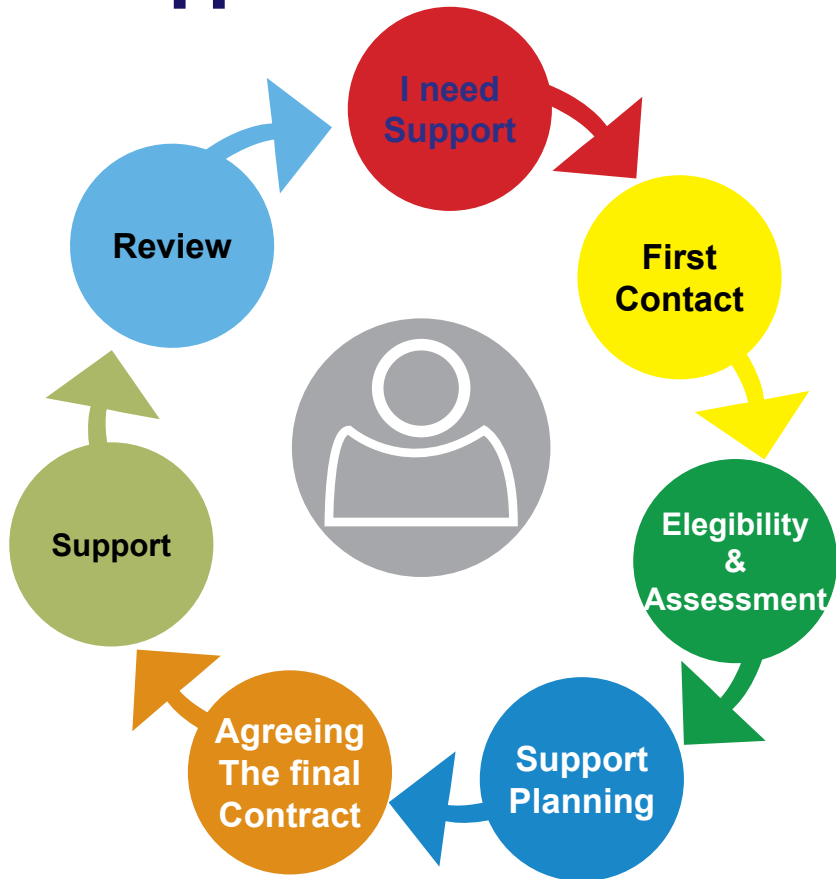 I need
Support
First
Contact
Elegibility
&
Assessment
Support
Planning
Agreeing
The final
Contract
Support
Review